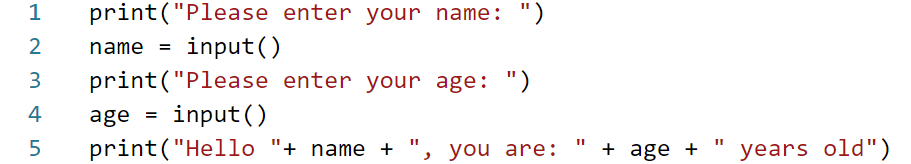 1 print("Please enter your name: ")
2 name = input()
3 print("Please enter your age: ")
4 age = input()
5 print("Hello "+ name + ", you are: " + age + " years old")